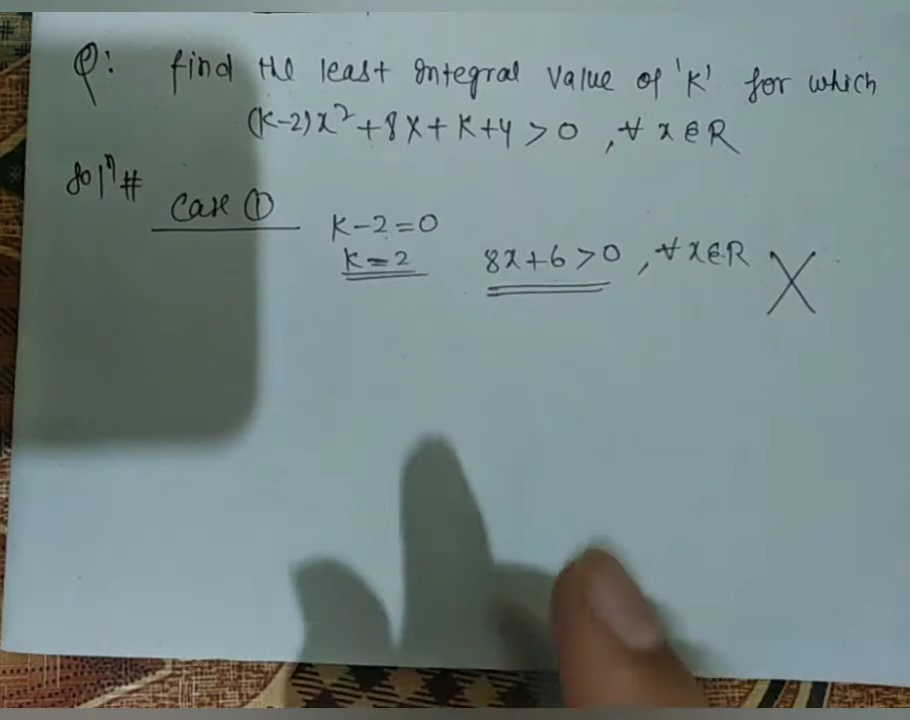 Q: find the least integral value of 'K' for which
(K-2)x²+8x+K+4>0 ,∀ x∈R
Solⁿ#
Case ①
K-2=0
K=2 8x+6>0 ,∀ x∈R X